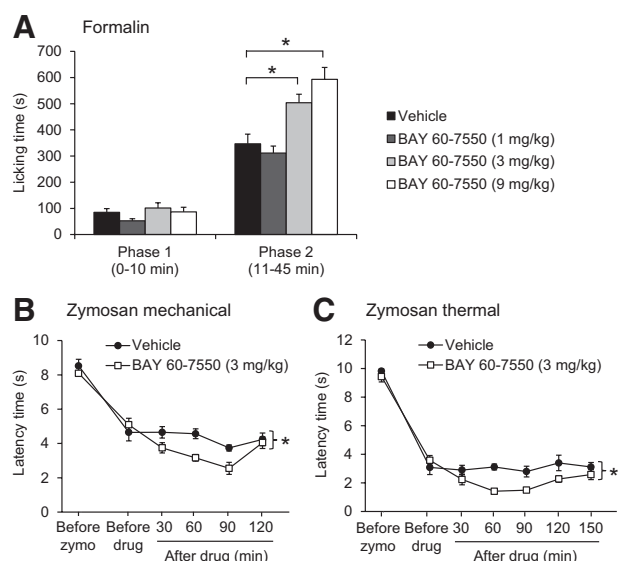 A Formalin
Licking time (s)
700
600
500
400
300
200
100
0
*
*
Phase 1
(0-10 min)
Phase 2
(11-45 min)
Vehicle
BAY 60-7550 (1 mg/kg)
BAY 60-7550 (3 mg/kg)
BAY 60-7550 (9 mg/kg)
B Zymosan mechanical
Latency time (s)
10
8
6
4
2
0
Vehicle
BAY 60-7550 (3 mg/kg)
*
Before
zymo
Before
drug
30 60 90 120
After drug (min)
C Zymosan thermal
Latency time (s)
12
10
8
6
4
2
0
Vehicle
BAY 60-7550 (3 mg/kg)
*
Before
zymo
Before
drug
30 60 90 120 150
After drug (min)